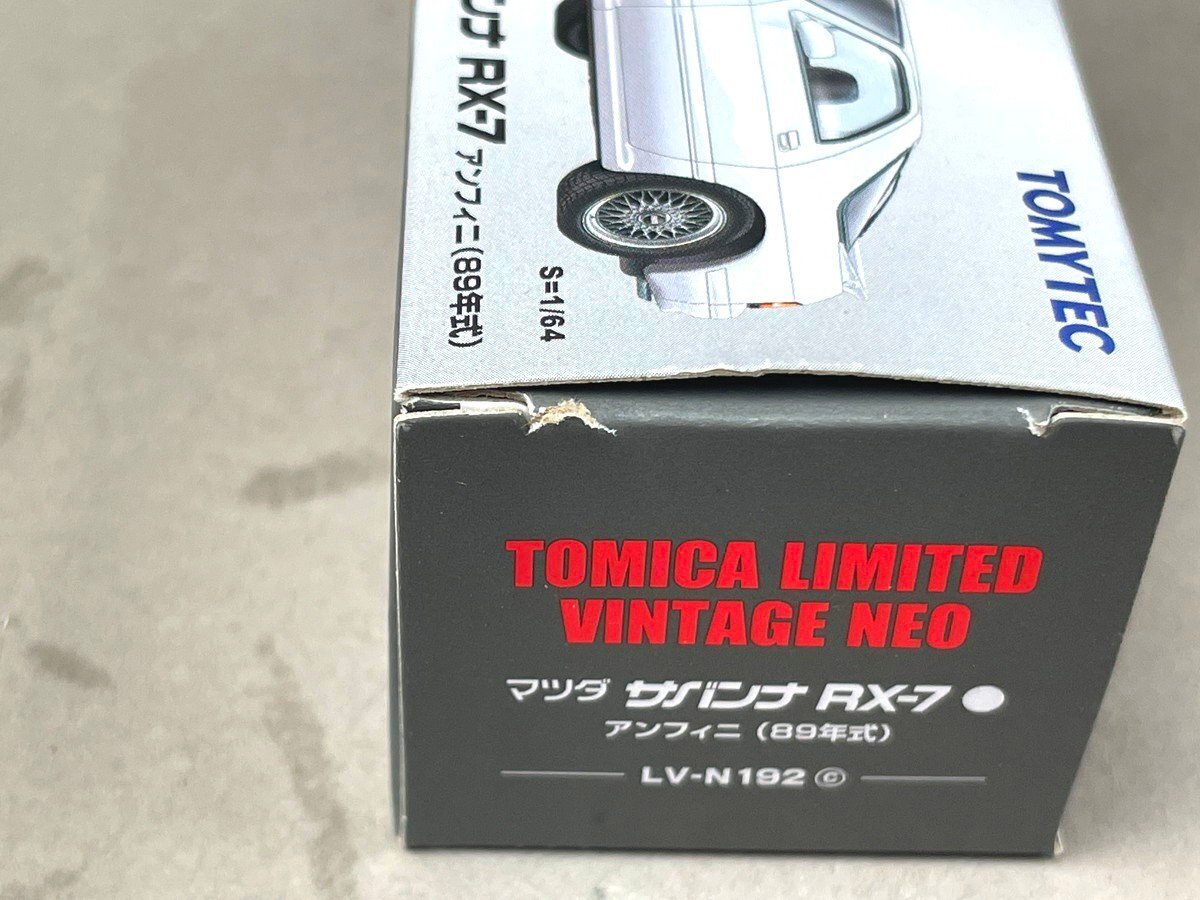 ンナ RX-7
アンフィニ(89年式)
S=1/64
TOMYTEC
TOMICA LIMITED
VINTAGE NEO
マツダ サバンナ RX-7
アンフィニ (89年式)
LV-N192 ⓒ